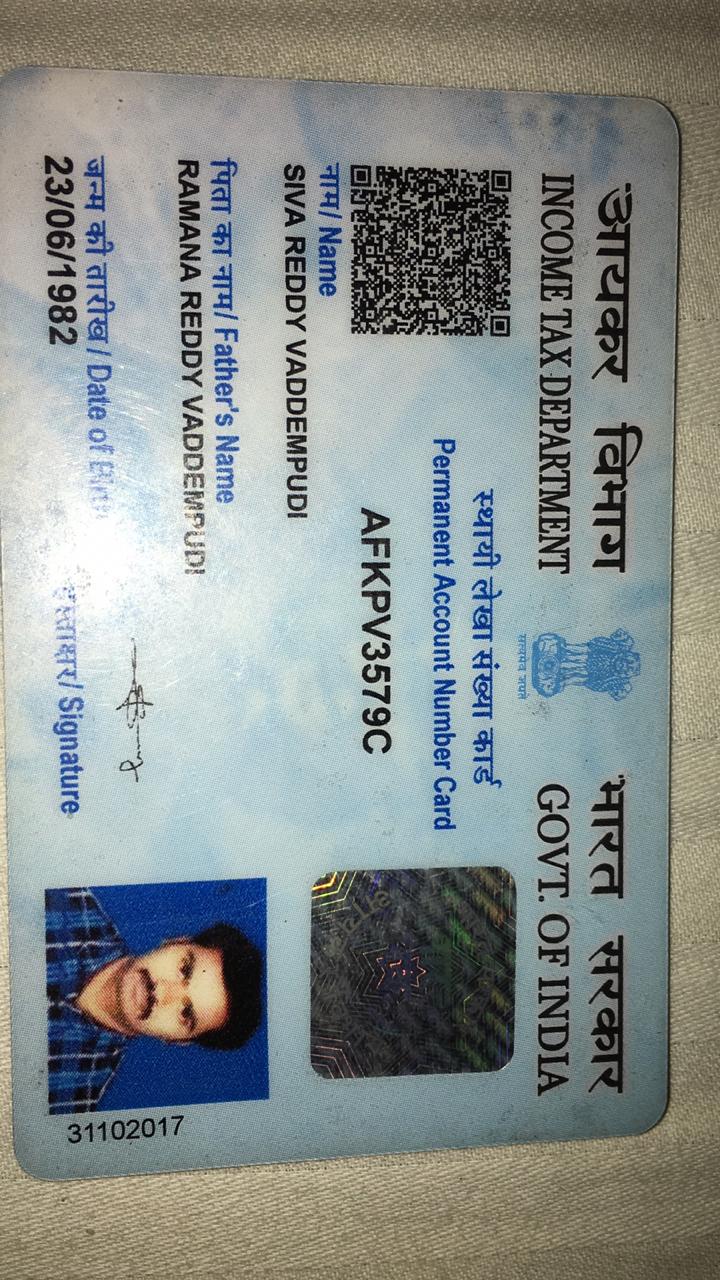 आयकर विभाग
INCOME TAX DEPARTMENT
सत्यमेव जयते
भारत सरकार
GOVT. OF INDIA
स्थायी लेखा संख्या कार्ड
Permanent Account Number Card
AFKPV3579C
नाम/ Name
SIVA REDDY VADDEMPUDI
पिता का नाम/ Father's Name
RAMANA REDDY VADDEMPUDI
जन्म की तारीख / Date of Birth
23/06/1982
हस्ताक्षर/ Signature
31102017